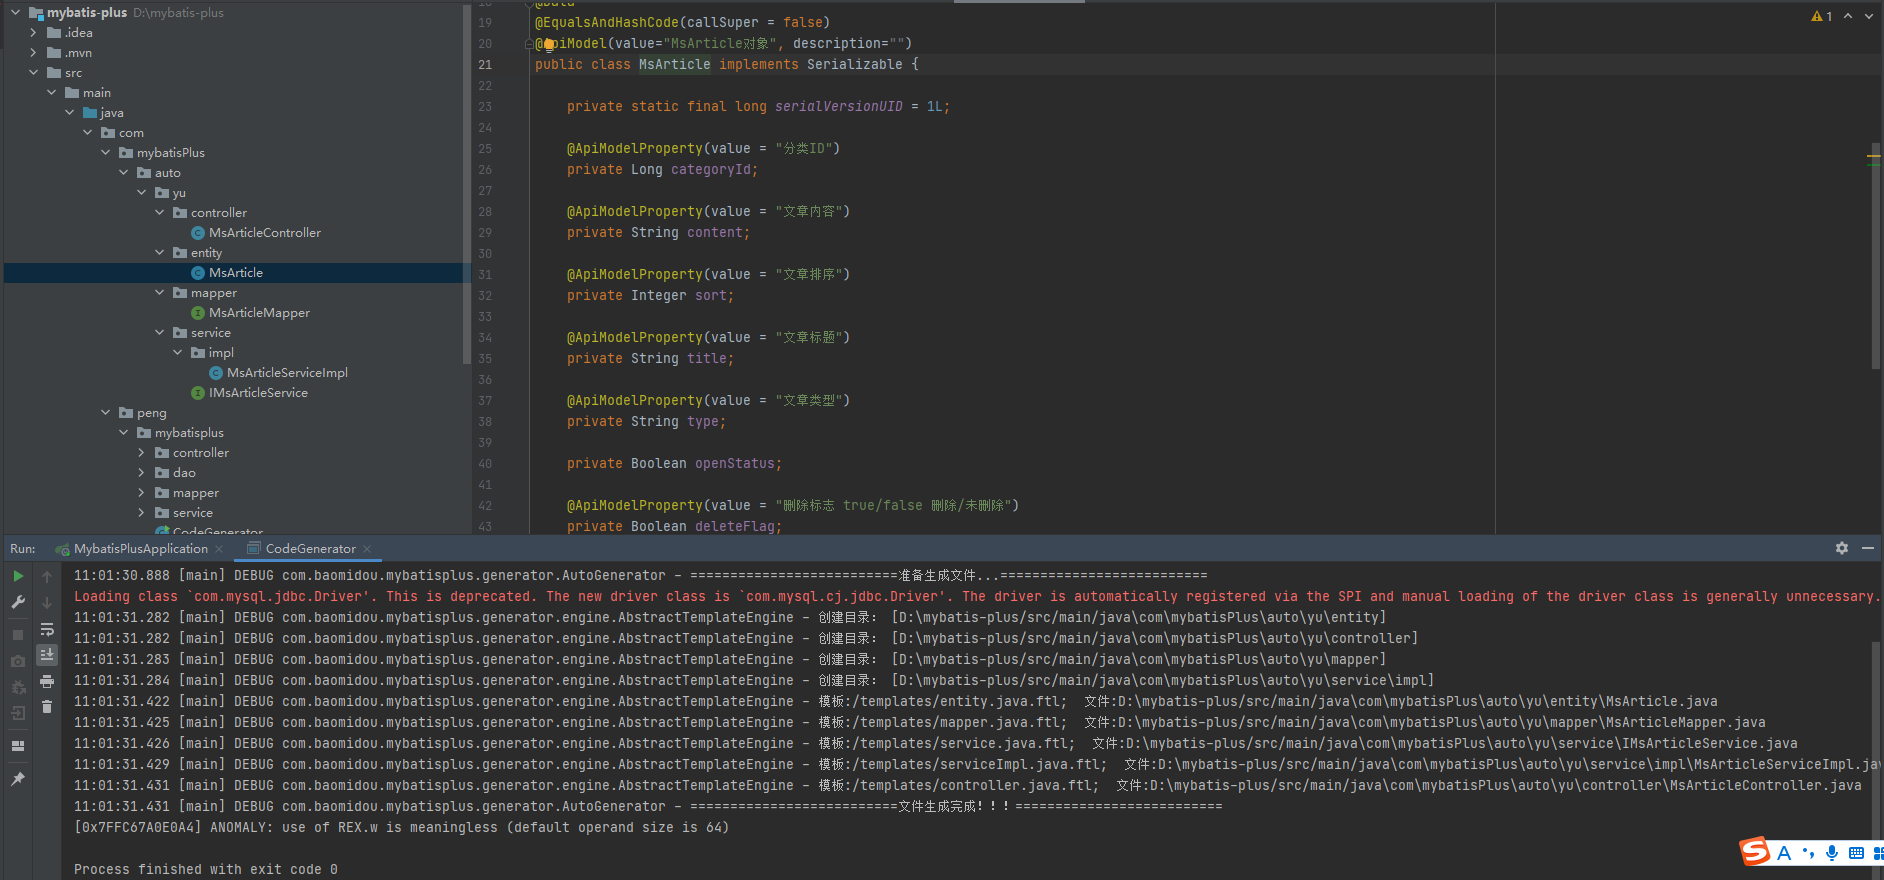 mybatis-plus D:\mybatis-plus
.idea
.mvn
src
main
java
com
mybatisPlus
auto
yu
controller
MsArticleController
entity
MsArticle
mapper
MsArticleMapper
service
impl
MsArticleServiceImpl
IMsArticleService
peng
mybatisplus
controller
dao
mapper
service
CodeGenerator
18 @Data
19 @EqualsAndHashCode(callSuper = false)
20 @ApiModel(value="MsArticle对象", description="")
21 public class MsArticle implements Serializable {
22
23 private static final long serialVersionUID = 1L;
24
25 @ApiModelProperty(value = "分类ID")
26 private Long categoryId;
27
28 @ApiModelProperty(value = "文章内容")
29 private String content;
30
31 @ApiModelProperty(value = "文章排序")
32 private Integer sort;
33
34 @ApiModelProperty(value = "文章标题")
35 private String title;
36
37 @ApiModelProperty(value = "文章类型")
38 private String type;
39
40 private Boolean openStatus;
41
42 @ApiModelProperty(value = "删除标志 true/false 删除/未删除")
43 private Boolean deleteFlag;
1
Run: MybatisPlusApplication CodeGenerator
11:01:30.888 [main] DEBUG com.baomidou.mybatisplus.generator.AutoGenerator - ==========================准备生成文件...==========================
Loading class `com.mysql.jdbc.Driver'. This is deprecated. The new driver class is `com.mysql.cj.jdbc.Driver'. The driver is automatically registered via the SPI and manual loading of the driver class is generally unnecessary.
11:01:31.282 [main] DEBUG com.baomidou.mybatisplus.generator.engine.AbstractTemplateEngine - 创建目录： [D:\mybatis-plus/src/main/java\com\mybatisPlus\auto\yu\entity]
11:01:31.282 [main] DEBUG com.baomidou.mybatisplus.generator.engine.AbstractTemplateEngine - 创建目录： [D:\mybatis-plus/src/main/java\com\mybatisPlus\auto\yu\controller]
11:01:31.283 [main] DEBUG com.baomidou.mybatisplus.generator.engine.AbstractTemplateEngine - 创建目录： [D:\mybatis-plus/src/main/java\com\mybatisPlus\auto\yu\mapper]
11:01:31.284 [main] DEBUG com.baomidou.mybatisplus.generator.engine.AbstractTemplateEngine - 创建目录： [D:\mybatis-plus/src/main/java\com\mybatisPlus\auto\yu\service\impl]
11:01:31.422 [main] DEBUG com.baomidou.mybatisplus.generator.engine.AbstractTemplateEngine - 模板:/templates/entity.java.ftl;  文件:D:\mybatis-plus/src/main/java\com\mybatisPlus\auto\yu\entity\MsArticle.java
11:01:31.425 [main] DEBUG com.baomidou.mybatisplus.generator.engine.AbstractTemplateEngine - 模板:/templates/mapper.java.ftl;  文件:D:\mybatis-plus/src/main/java\com\mybatisPlus\auto\yu\mapper\MsArticleMapper.java
11:01:31.426 [main] DEBUG com.baomidou.mybatisplus.generator.engine.AbstractTemplateEngine - 模板:/templates/service.java.ftl;  文件:D:\mybatis-plus/src/main/java\com\mybatisPlus\auto\yu\service\IMsArticleService.java
11:01:31.429 [main] DEBUG com.baomidou.mybatisplus.generator.engine.AbstractTemplateEngine - 模板:/templates/serviceImpl.java.ftl;  文件:D:\mybatis-plus/src/main/java\com\mybatisPlus\auto\yu\service\impl\MsArticleServiceImpl.jav
11:01:31.431 [main] DEBUG com.baomidou.mybatisplus.generator.engine.AbstractTemplateEngine - 模板:/templates/controller.java.ftl;  文件:D:\mybatis-plus/src/main/java\com\mybatisPlus\auto\yu\controller\MsArticleController.java
11:01:31.431 [main] DEBUG com.baomidou.mybatisplus.generator.AutoGenerator - ==========================文件生成完成！！！==========================
[0x7FFC67A0E0A4] ANOMALY: use of REX.w is meaningless (default operand size is 64)
Process finished with exit code 0
S A